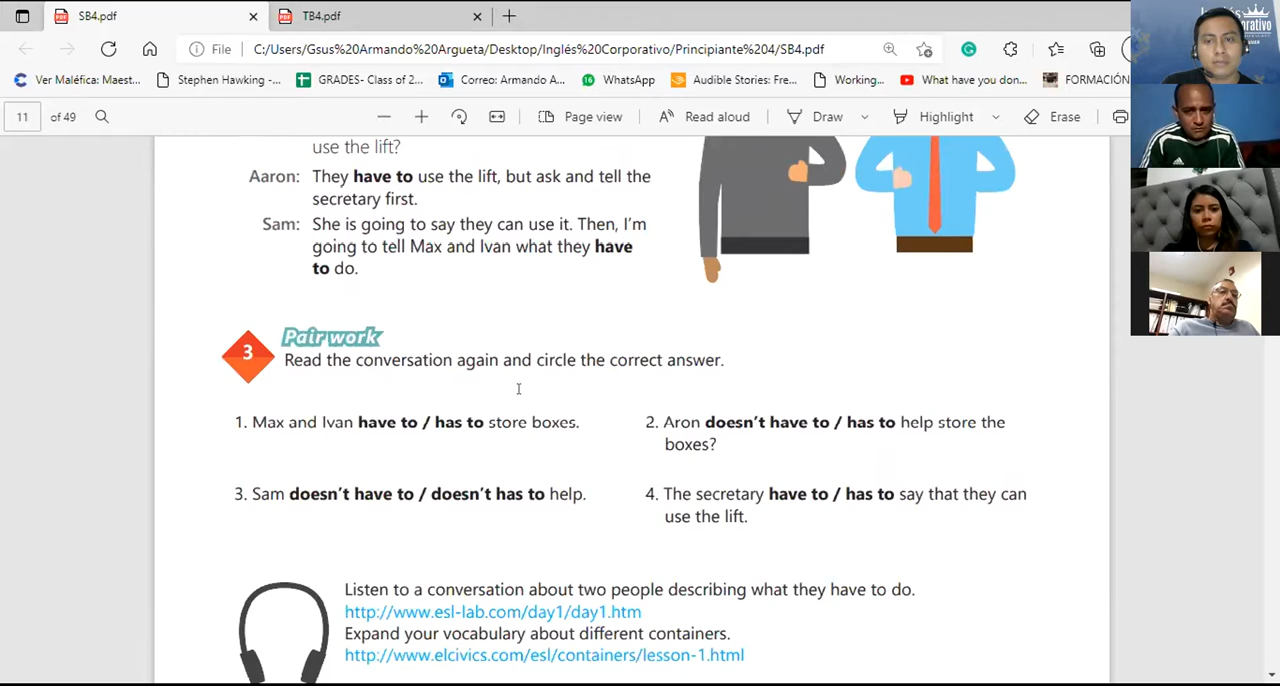 SB4.pdf
TB4.pdf
File
C:/Users/Gsus%20Armando%20Argueta/Desktop/Inglés%20Corporativo/Principiante%204/SB4.pdf
Ver Maléfica: Maest...
Stephen Hawking -...
GRADES- Class of 2...
Correo: Armando A...
WhatsApp
Audible Stories: Fre...
Working...
What have you don...
FORMACIÓN
11 of 49
Page view
Read aloud
Draw
Highlight
Erase
use the lift?
Aaron: They have to use the lift, but ask and tell the
secretary first.
Sam: She is going to say they can use it. Then, I'm
going to tell Max and Ivan what they have
to do.
3
Pair work
Read the conversation again and circle the correct answer.
1. Max and Ivan have to / has to store boxes.
2. Aron doesn't have to / has to help store the
boxes?
3. Sam doesn't have to / doesn't has to help.
4. The secretary have to / has to say that they can
use the lift.
Listen to a conversation about two people describing what they have to do.
http://www.esl-lab.com/day1/day1.htm
Expand your vocabulary about different containers.
http://www.elcivics.com/esl/containers/lesson-1.html